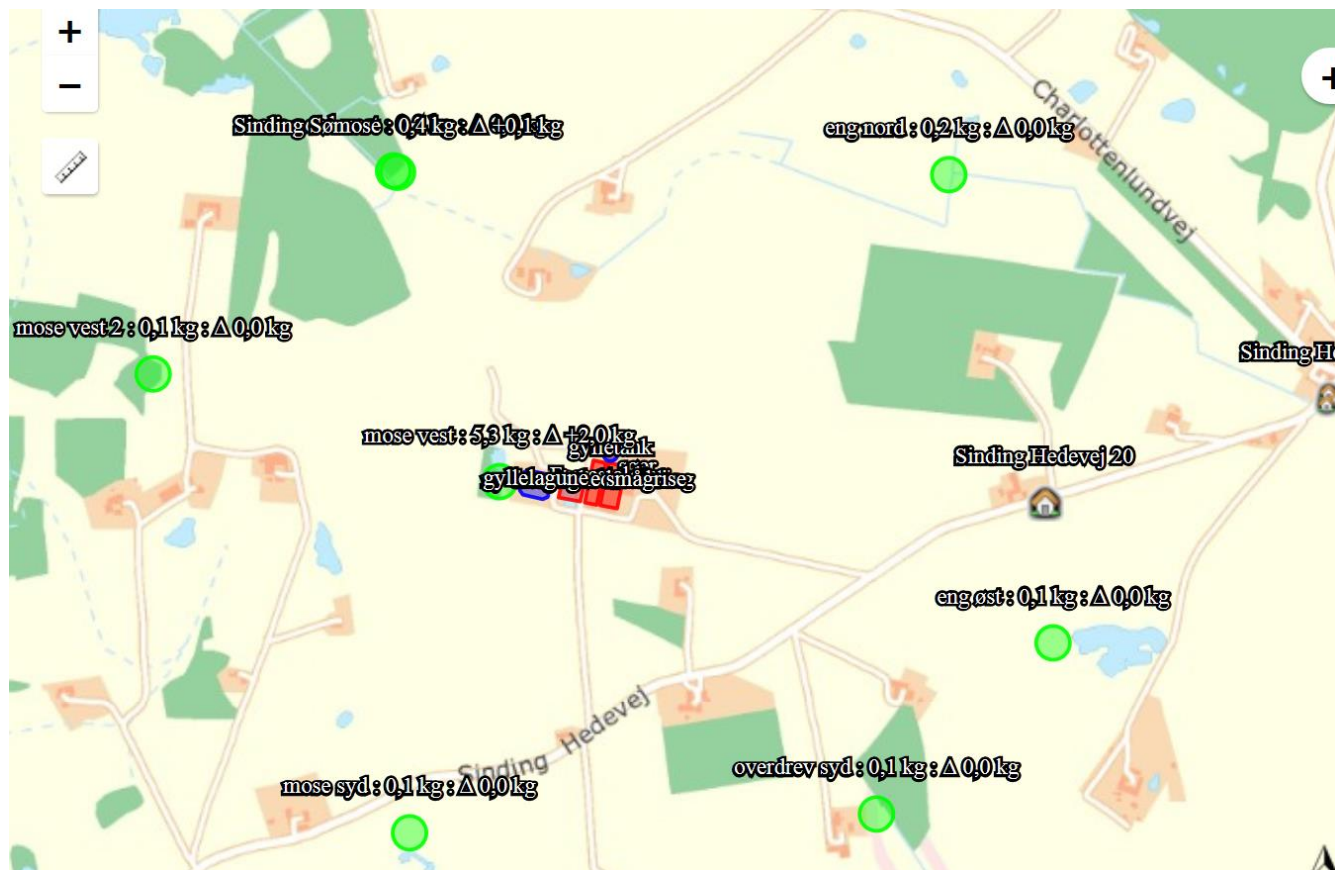 +
−
Charlottenlundvej
Sinding Sømose : 0,4 kg : Δ +0,1 kg
eng nord : 0,2 kg : Δ 0,0 kg
mose vest 2 : 0,1 kg : Δ 0,0 kg
Sinding
mose vest : 5,3 kg : Δ +2,0 kg
gylletank
Sinding Hedevej 20
gyllelagune
eng øst : 0,1 kg : Δ 0,0 kg
Sinding Hedevej
overdrev syd : 0,1 kg : Δ 0,0 kg
mose syd : 0,1 kg : Δ 0,0 kg